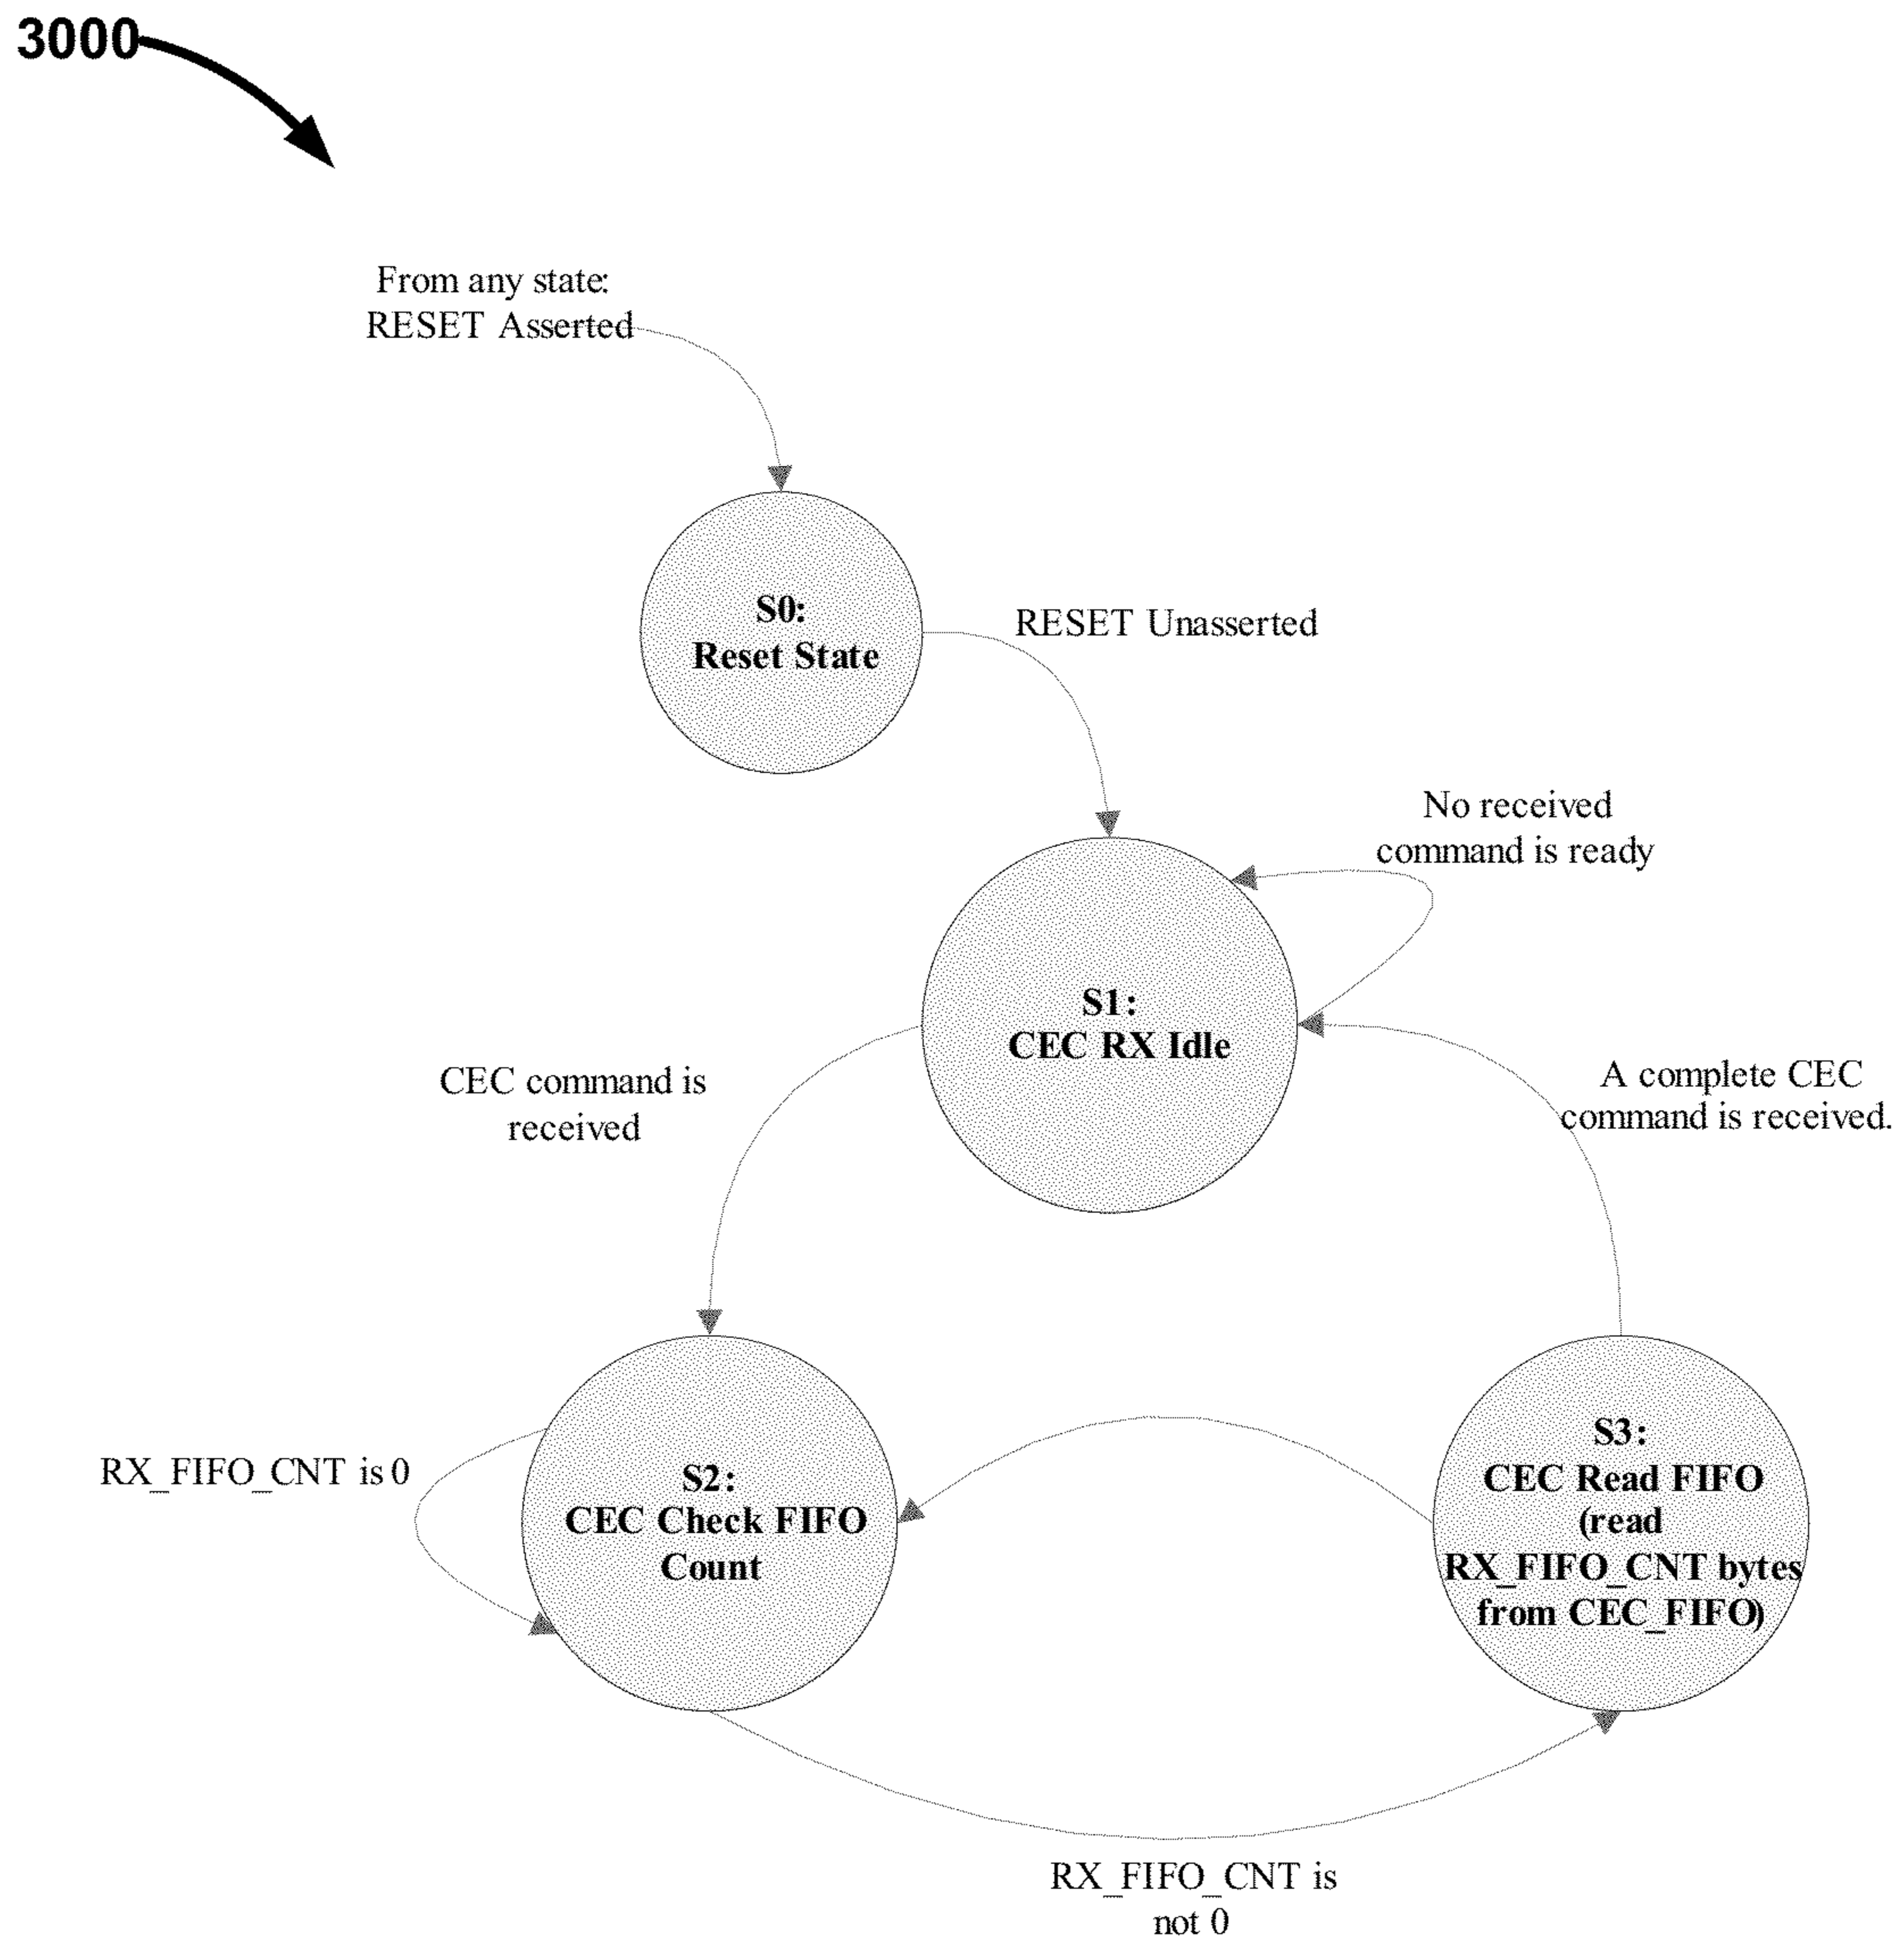 3000
From any state:
RESET Asserted
S0:
Reset State
RESET Unasserted
No received
command is ready
S1:
CEC RX Idle
CEC command is
received
A complete CEC
command is received.
RX_FIFO_CNT is 0
S2:
CEC Check FIFO
Count
S3:
CEC Read FIFO
(read
RX_FIFO_CNT bytes
from CEC_FIFO)
RX_FIFO_CNT is
not 0